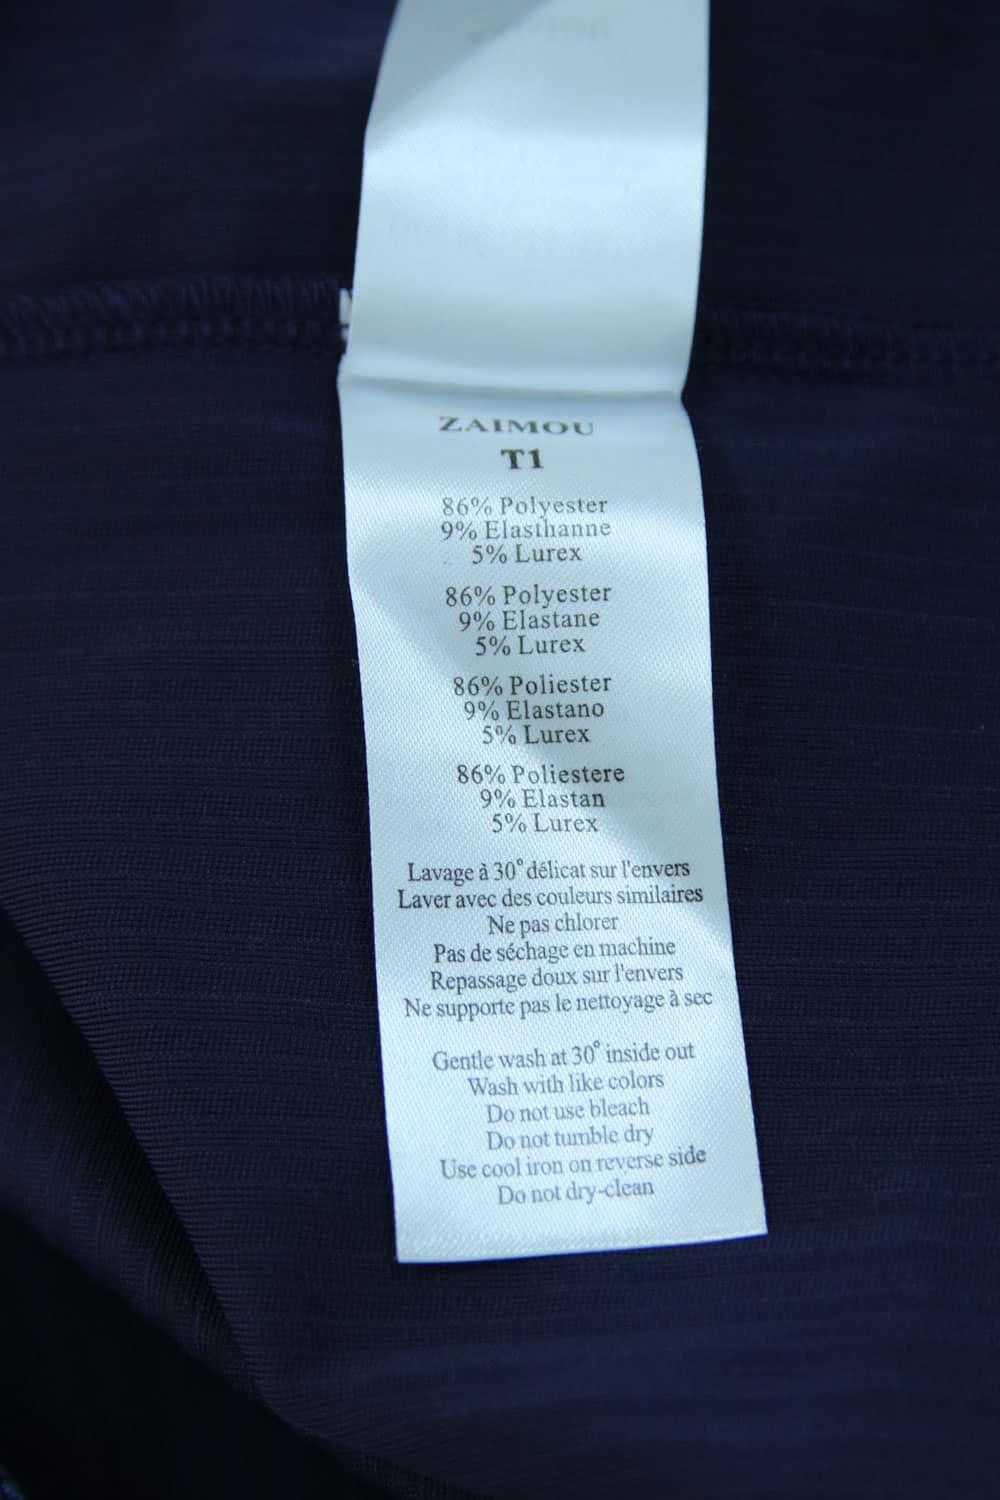 ZAIMOU
T1
86% Polyester
9% Elasthanne
5% Lurex
86% Polyester
9% Elastane
5% Lurex
86% Poliester
9% Elastano
5% Lurex
86% Poliestere
9% Elastan
5% Lurex
Lavage à 30° délicat sur l'envers
Laver avec des couleurs similaires
Ne pas chlorer
Pas de séchage en machine
Repassage doux sur l'envers
Ne supporte pas le nettoyage à sec
Gentle wash at 30° inside out
Wash with like colors
Do not use bleach
Do not tumble dry
Use cool iron on reverse side
Do not dry-clean